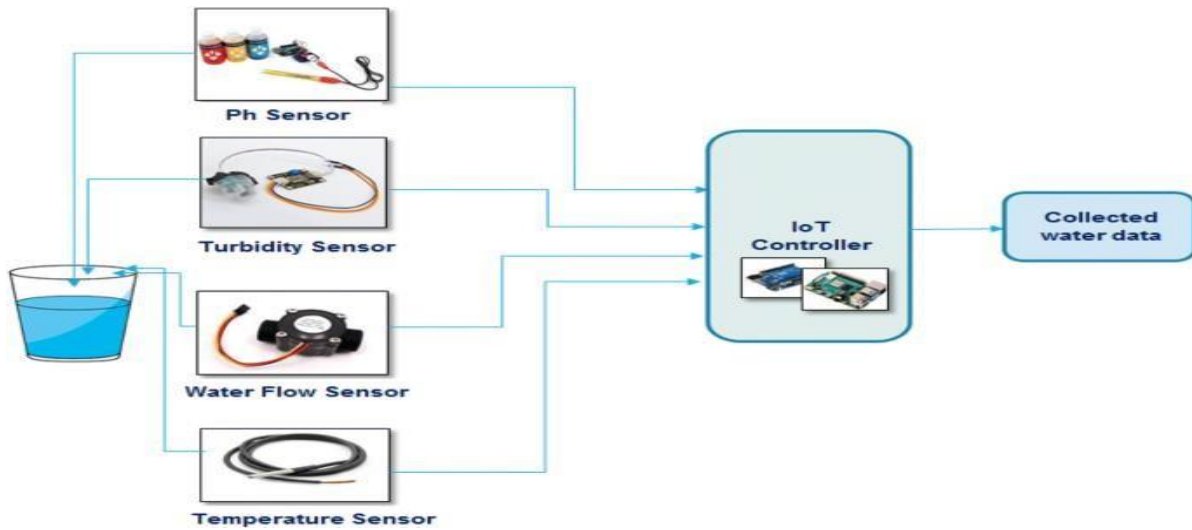 Ph Sensor
Turbidity Sensor
Water Flow Sensor
Temperature Sensor
IoT
Controller
Collected
water data